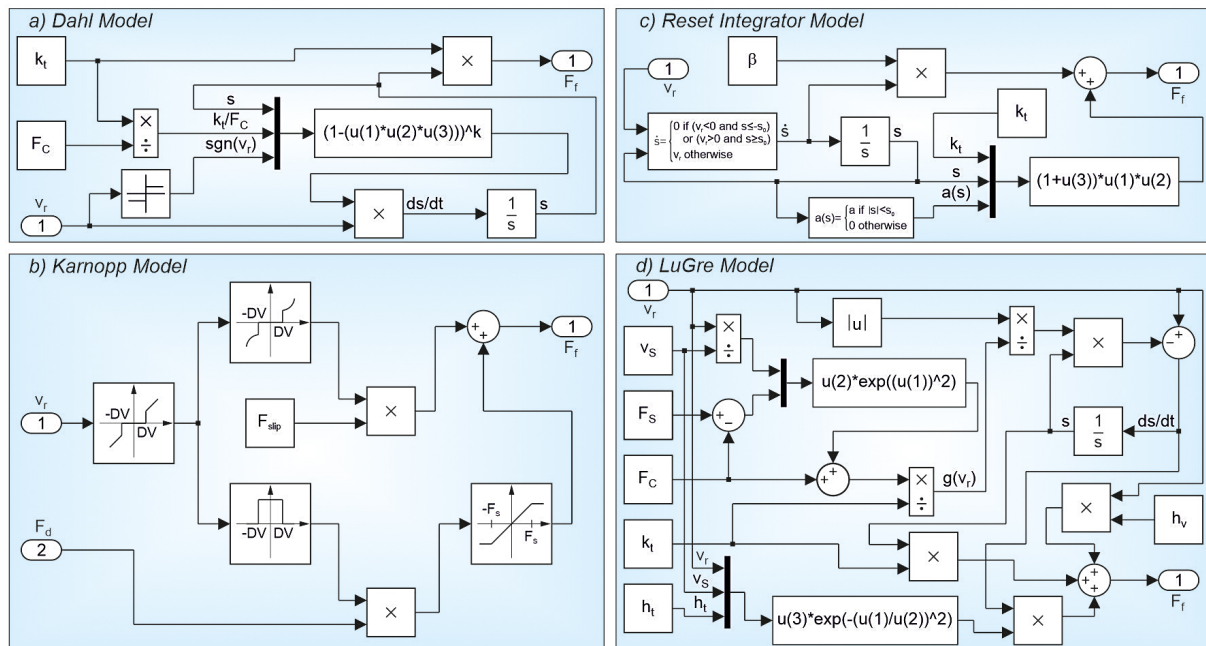 a) Dahl Model
k_t
×
1
F_f
s
k_t/F_C
sgn(v_r)
(1-(u(1)*u(2)*u(3)))^k
F_C
×
÷
v_r
1
×
ds/dt
1/s
s
b) Karnopp Model
-DV
DV
+
+
1
F_f
v_r
1
-DV
DV
F_slip
×
-DV
DV
-F_s
F_s
F_d
2
×
c) Reset Integrator Model
1
v_r
β
×
+
+
1
F_f
k_t
ṡ= {0 if (v_r<0 and s≤-s_0)
or (v_r>0 and s≥s_0)
v_r otherwise
ṡ
1/s
s
k_t
s
a(s)
(1+u(3))*u(1)*u(2)
a(s)= {a if |s|<s_0
0 otherwise
d) LuGre Model
1
v_r
v_S
×
÷
|u|
×
÷
×
+
-
u(2)*exp((u(1))^2)
F_S
-
s
1/s
ds/dt
F_C
+
+
×
÷
g(v_r)
×
h_v
k_t
×
v_r
v_S
h_t
+
+
+
1
F_f
h_t
u(3)*exp(-(u(1)/u(2))^2)
×